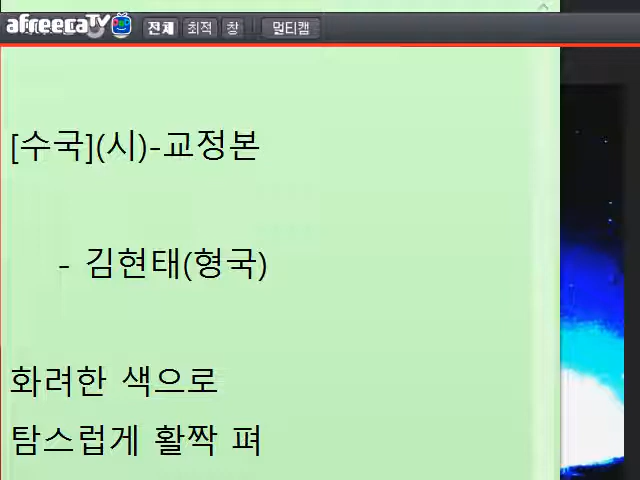 afreecaTV 전체 최적 창 멀티캠
[수국](시)-교정본
- 김현태(형국)
화려한 색으로
탐스럽게 활짝 펴